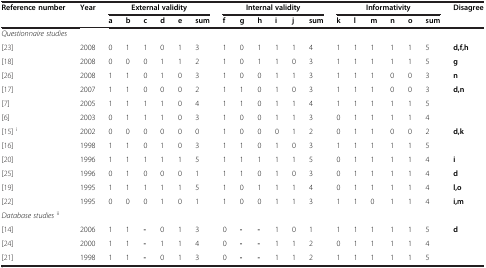 Reference number Year External validity Internal validity Informativity Disagree
a b c d e sum f g h i j sum k l m n o sum
Questionnaire studies
[23] 2008 0 1 1 0 1 3 1 0 1 1 1 4 1 1 1 1 1 5 d,f,h
[18] 2008 0 0 0 1 1 2 1 0 1 1 0 3 1 1 1 1 1 5 g
[26] 2008 1 1 0 1 0 3 1 0 0 1 1 3 1 1 1 0 0 3 n
[17] 2007 1 1 0 0 0 2 1 1 0 1 0 3 1 1 1 0 0 3 d,n
[7] 2005 1 1 1 1 0 4 1 1 0 1 1 4 1 1 1 1 1 5
[6] 2003 0 1 1 1 0 3 1 0 0 1 1 3 0 1 1 1 1 4
[15] i 2002 0 0 0 0 0 0 1 0 0 0 1 2 0 1 1 0 0 2 d,k
[16] 1998 1 1 0 1 0 3 1 1 0 1 0 3 1 1 1 1 1 5
[20] 1996 1 1 1 1 1 5 1 1 1 1 1 5 0 1 1 1 1 4 i
[25] 1996 0 1 0 0 0 1 1 1 0 1 0 3 0 1 1 1 1 4 d
[19] 1995 1 1 1 1 1 5 1 0 1 1 1 4 0 1 1 1 1 4 l,o
[22] 1995 0 0 0 1 0 1 1 0 0 1 1 3 1 1 0 1 1 4 i,m
Database studies ii
[14] 2006 1 1 - 0 1 3 0 - - 1 0 1 1 1 1 1 1 5 d
[24] 2000 1 1 - 1 1 4 0 - - 1 1 2 0 1 1 1 1 4
[21] 1998 1 1 - 0 1 3 0 - - 1 1 2 1 1 1 1 1 5